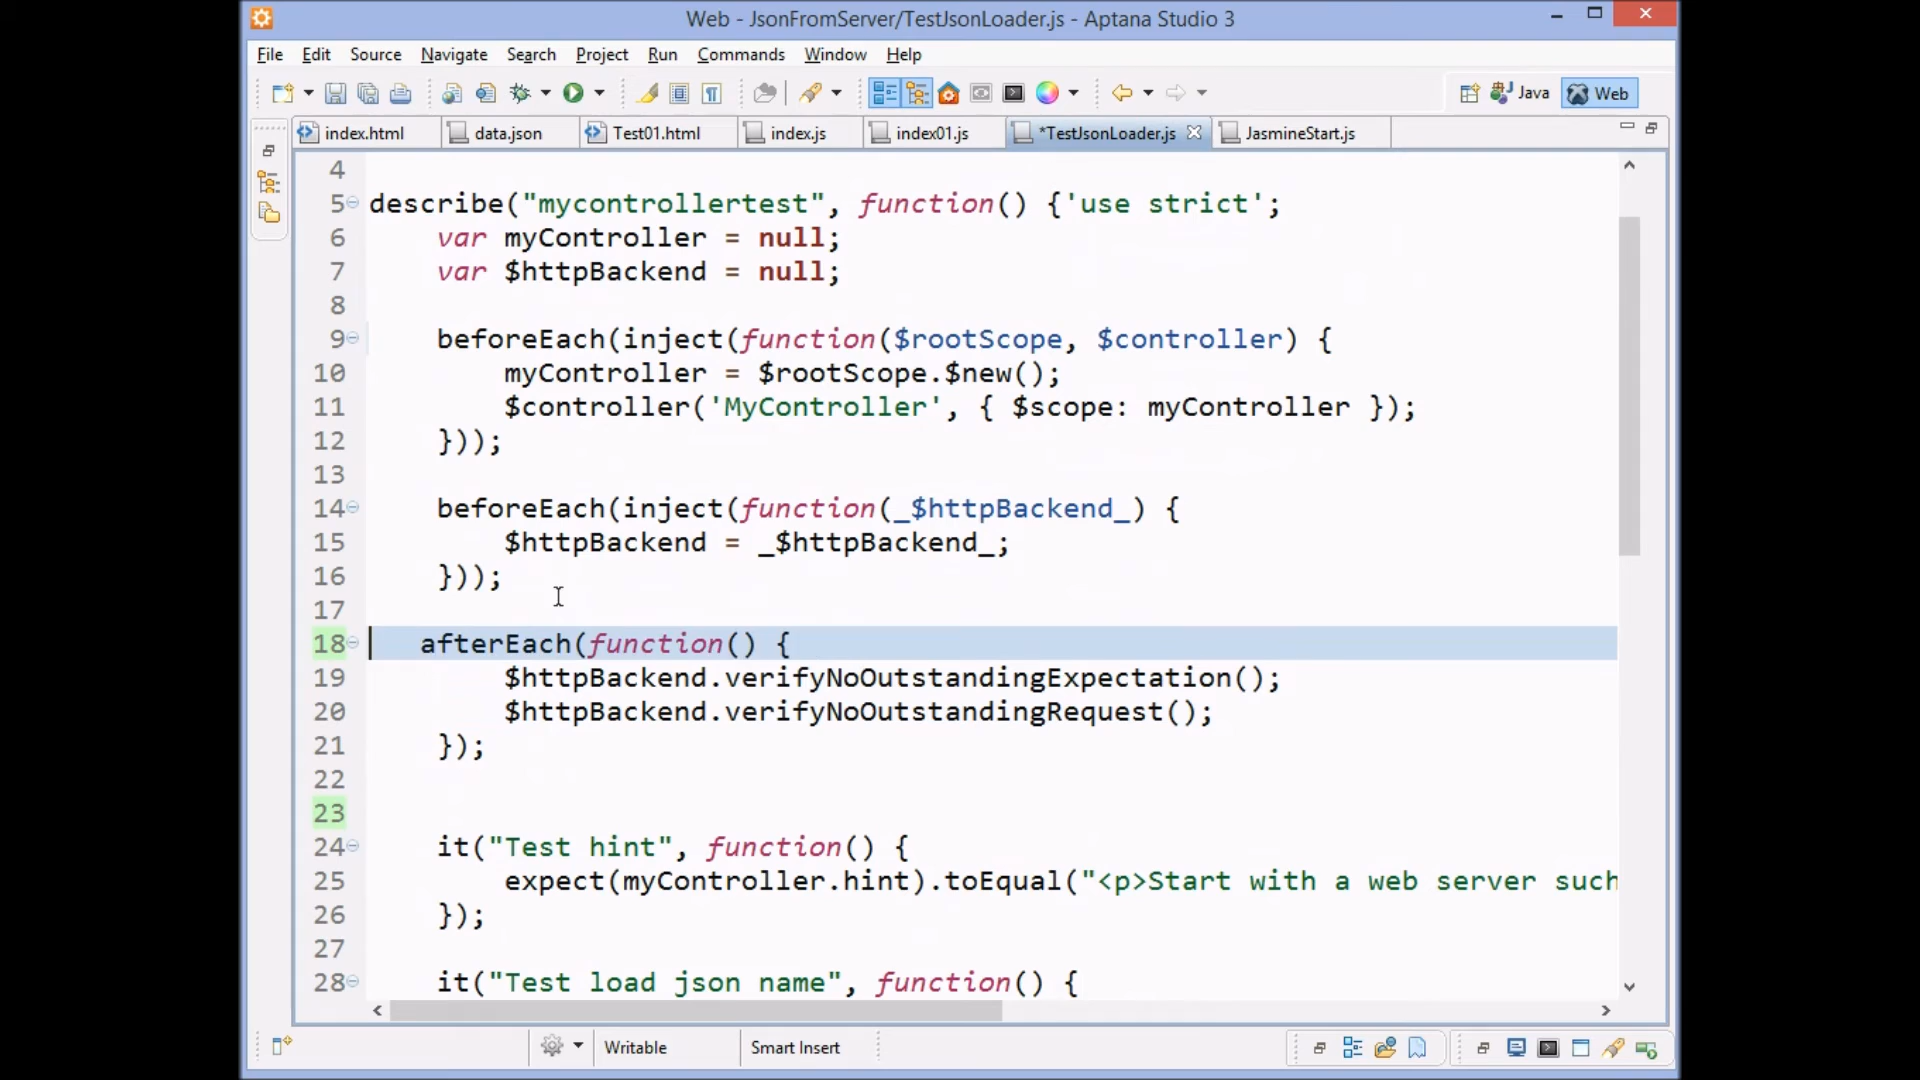 Web - JsonFromServer/TestJsonLoader.js - Aptana Studio 3
File Edit Source Navigate Search Project Run Commands Window Help
Java Web
index.html data.json Test01.html index.js index01.js *TestJsonLoader.js JasmineStart.js
4
5 describe("mycontrollertest", function() {'use strict';
6 var myController = null;
7 var $httpBackend = null;
8
9 beforeEach(inject(function($rootScope, $controller) {
10 myController = $rootScope.$new();
11 $controller('MyController', { $scope: myController });
12 }));
13
14 beforeEach(inject(function(_$httpBackend_) {
15 $httpBackend = _$httpBackend_;
16 }));
17
18 afterEach(function() {
19 $httpBackend.verifyNoOutstandingExpectation();
20 $httpBackend.verifyNoOutstandingRequest();
21 });
22
23
24 it("Test hint", function() {
25 expect(myController.hint).toEqual("<p>Start with a web server such
26 });
27
28 it("Test load json name", function() {
Writable Smart Insert